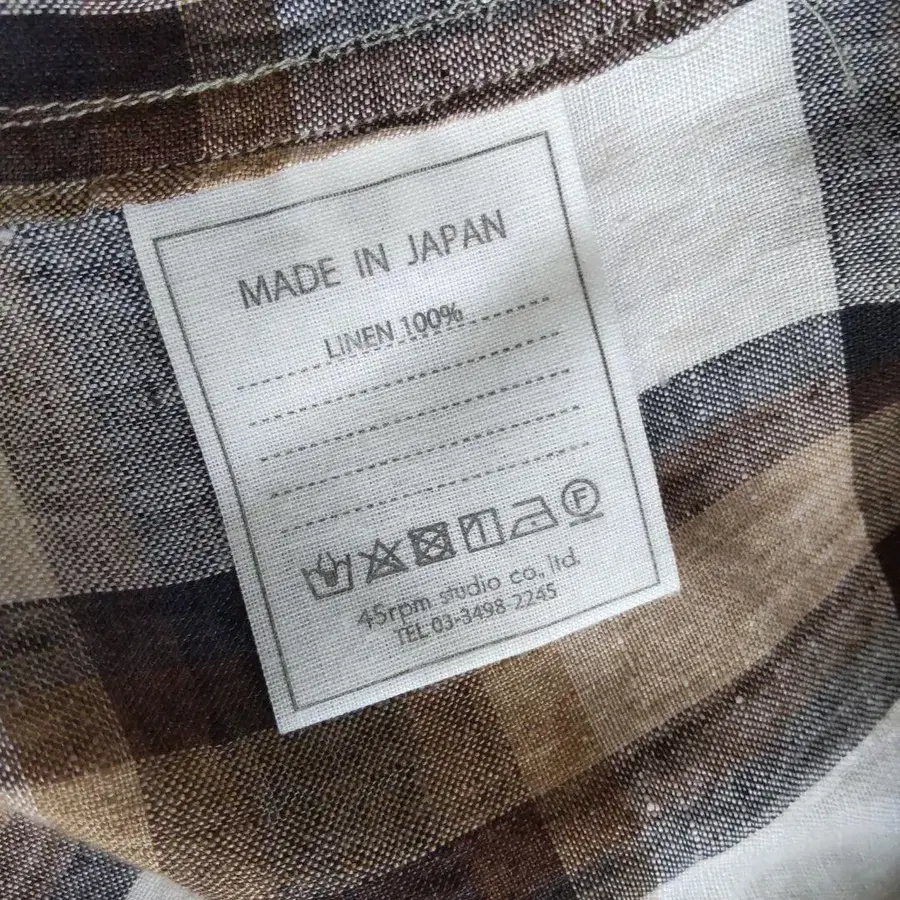 MADE IN JAPAN
LINEN 100%
F
45rpm studio co., ltd.
TEL 03-3498 2245